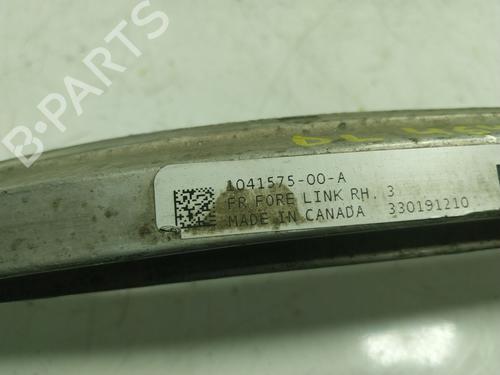 B-PARTS
1041575-00-A
FR FORE LINK RH. 3
MADE IN CANADA 330191210